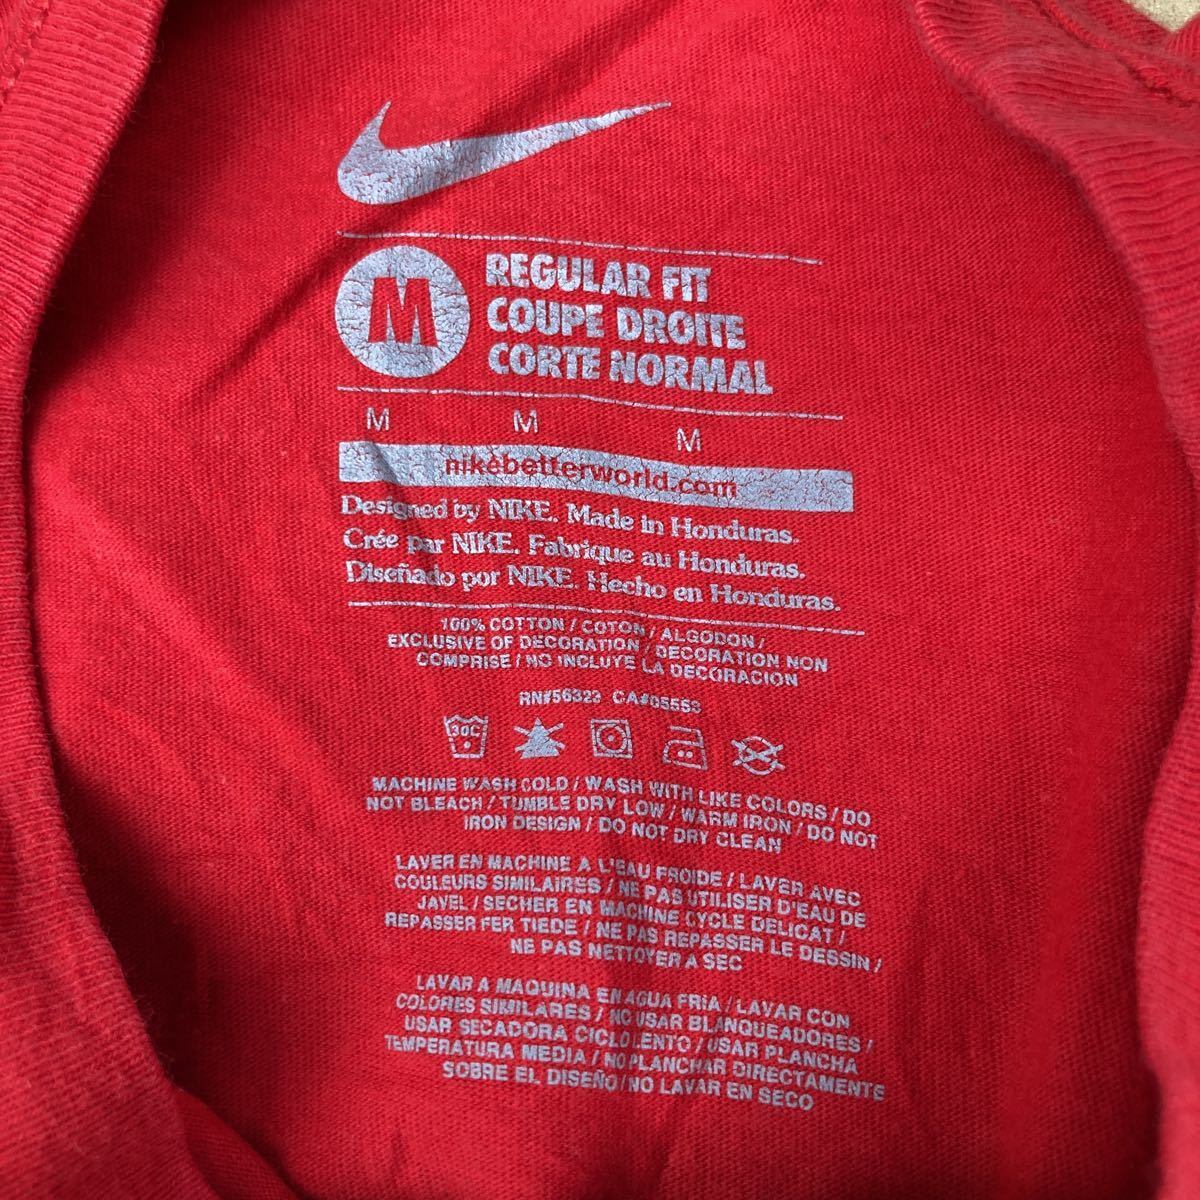 M
REGULAR FIT
COUPE DROITE
CORTE NORMAL
M M M
nikebetterworld.com
Designed by NIKE. Made in Honduras.
Crée par NIKE. Fabrique au Honduras.
Diseñado por NIKE. Hecho en Honduras.
100% COTTON / COTON / ALGODON /
EXCLUSIVE OF DECORATION / DECORATION NON
COMPRISE / NO INCLUYE LA DECORACION
RN#56323 CA#05553
30C
MACHINE WASH COLD / WASH WITH LIKE COLORS / DO
NOT BLEACH / TUMBLE DRY LOW / WARM IRON / DO NOT
IRON DESIGN / DO NOT DRY CLEAN
LAVER EN MACHINE A L'EAU FROIDE / LAVER AVEC
COULEURS SIMILAIRES / NE PAS UTILISER D'EAU DE
JAVEL / SECHER EN MACHINE CYCLE DELICAT /
REPASSER FER TIEDE / NE PAS REPASSER LE DESSIN /
NE PAS NETTOYER A SEC
LAVAR A MAQUINA EN AGUA FRIA / LAVAR CON
COLORES SIMILARES / NO USAR BLANQUEADORES /
USAR SECADORA CICLO LENTO / USAR PLANCHA
TEMPERATURA MEDIA / NO PLANCHAR DIRECTAMENTE
SOBRE EL DISEÑO / NO LAVAR EN SECO